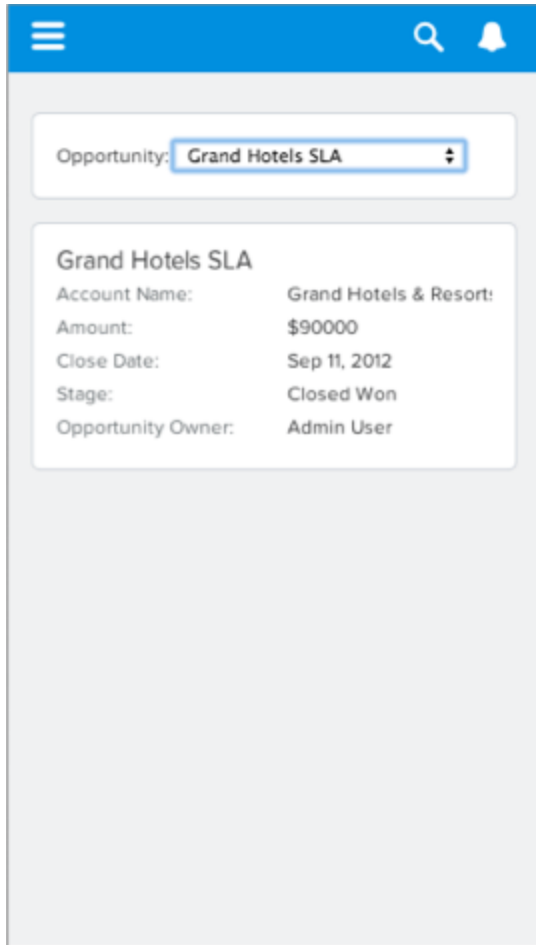 Opportunity: Grand Hotels SLA
Grand Hotels SLA
Account Name: Grand Hotels & Resorts
Amount: $90000
Close Date: Sep 11, 2012
Stage: Closed Won
Opportunity Owner: Admin User